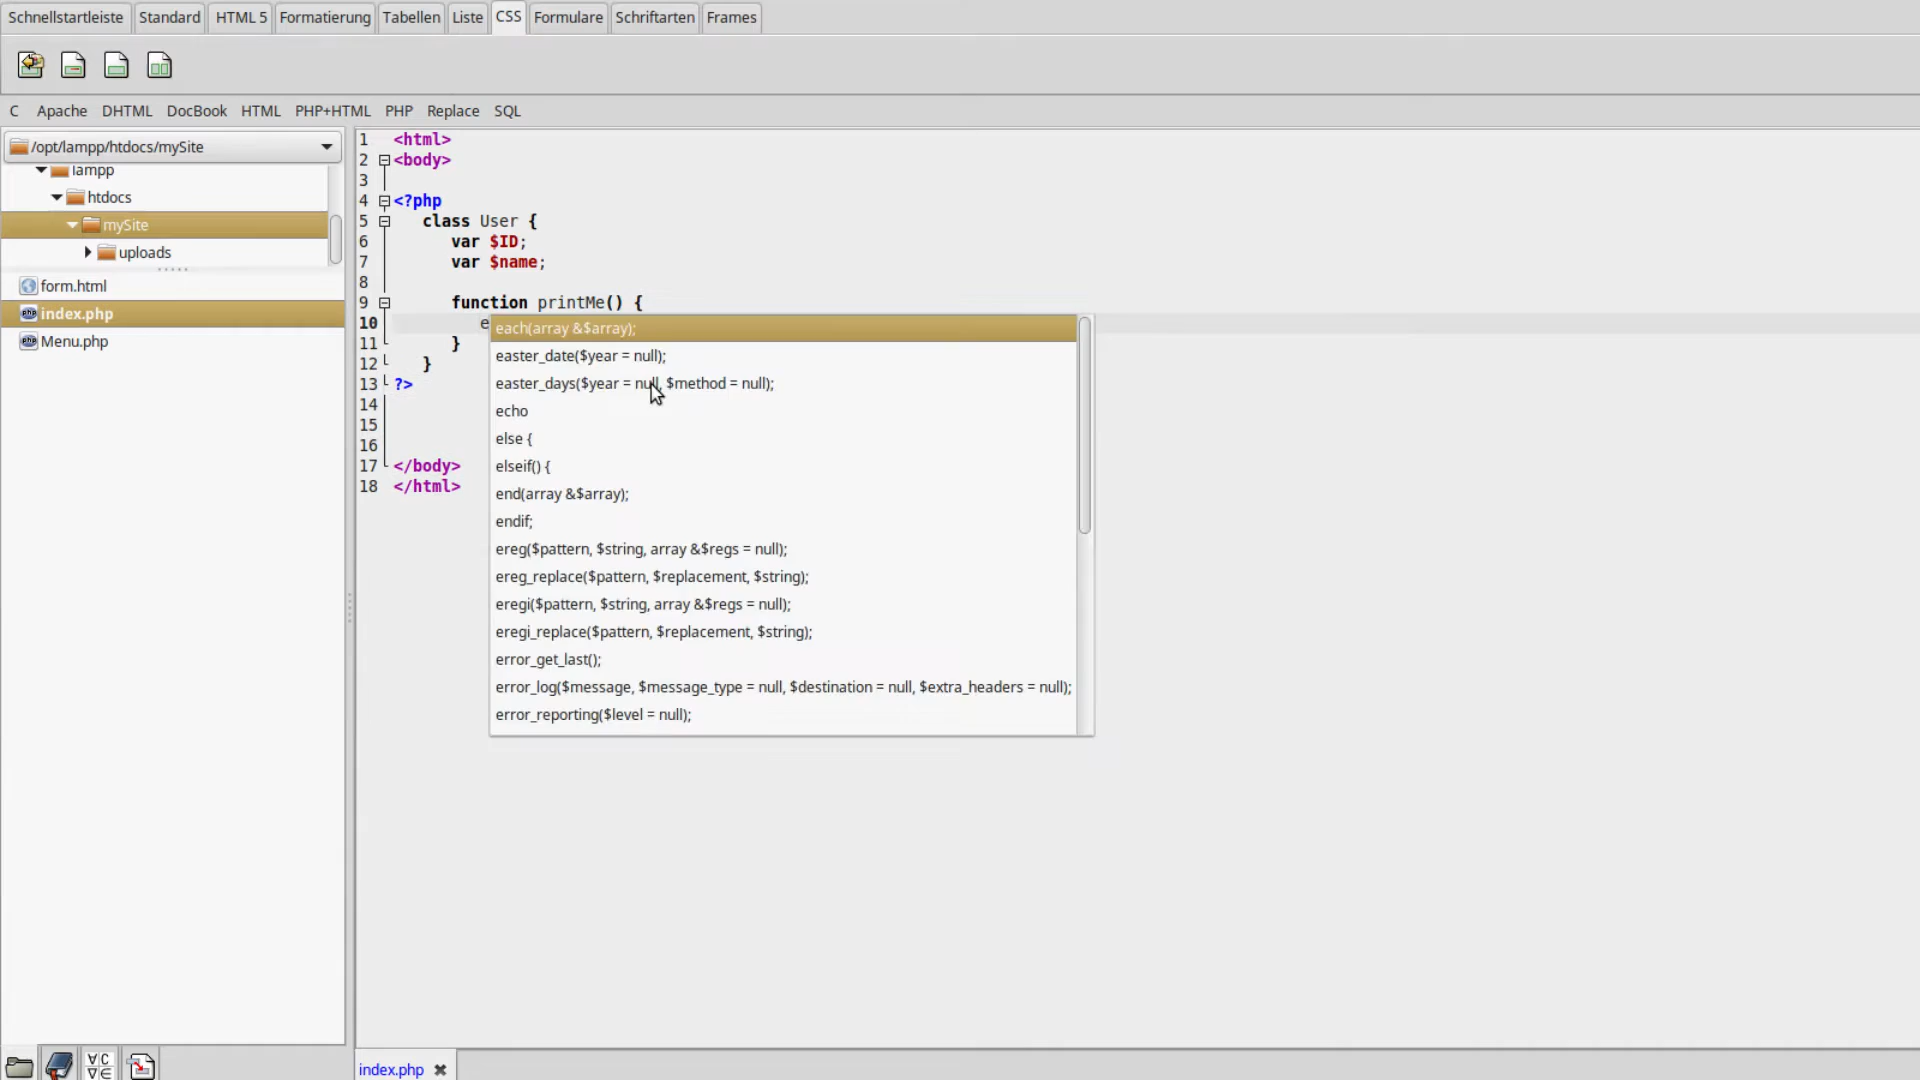 Schnellstartleiste Standard HTML 5 Formatierung Tabellen Liste CSS Formulare Schriftarten Frames
C Apache DHTML DocBook HTML PHP+HTML PHP Replace SQL
/opt/lampp/htdocs/mySite
lampp
htdocs
mySite
uploads
form.html
index.php
Menu.php
1 <html>
2 <body>
3
4 <?php
5 class User {
6 var $ID;
7 var $name;
8
9 function printMe() {
10 e
11 }
12 }
13 ?>
14
15
16
17 </body>
18 </html>
each(array &$array);
easter_date($year = null);
easter_days($year = null, $method = null);
echo
else {
elseif() {
end(array &$array);
endif;
ereg($pattern, $string, array &$regs = null);
ereg_replace($pattern, $replacement, $string);
eregi($pattern, $string, array &$regs = null);
eregi_replace($pattern, $replacement, $string);
error_get_last();
error_log($message, $message_type = null, $destination = null, $extra_headers = null);
error_reporting($level = null);
index.php